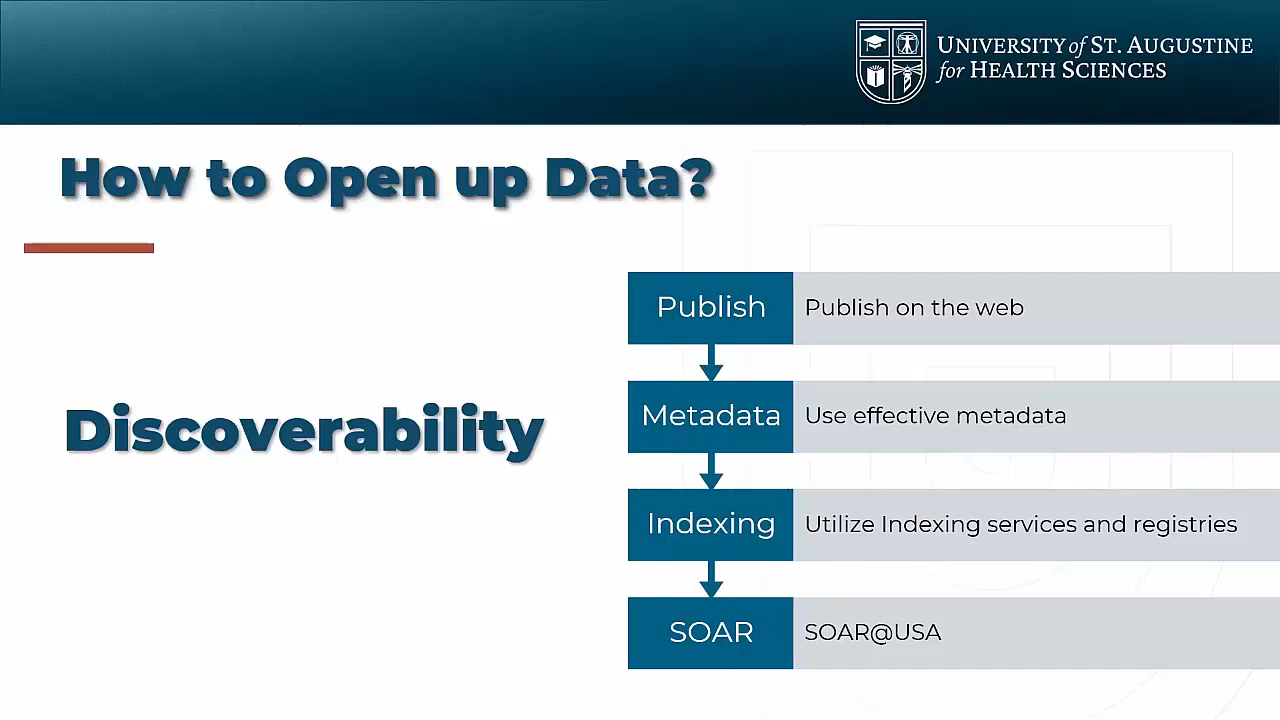 UNIVERSITY of ST. AUGUSTINE
for HEALTH SCIENCES
How to Open up Data?
Discoverability
Publish
Publish on the web
Metadata
Use effective metadata
Indexing
Utilize Indexing services and registries
SOAR
SOAR@USA